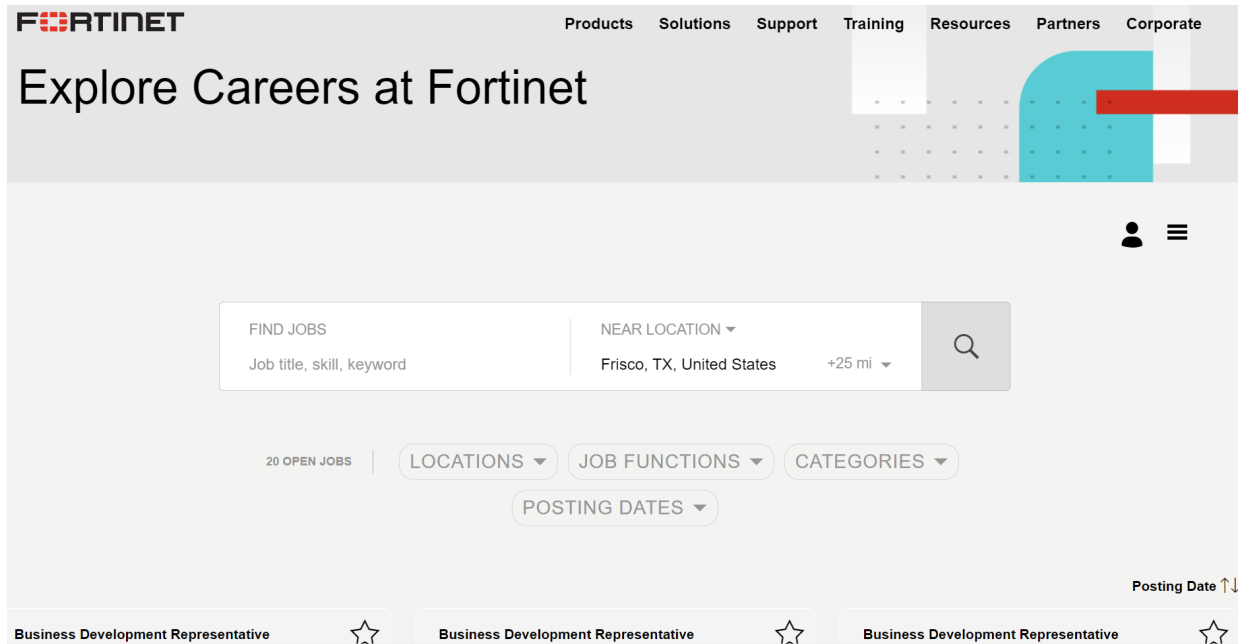 FORTINET
Products Solutions Support Training Resources Partners Corporate
Explore Careers at Fortinet
FIND JOBS
Job title, skill, keyword
NEAR LOCATION
Frisco, TX, United States +25 mi
20 OPEN JOBS
LOCATIONS JOB FUNCTIONS CATEGORIES
POSTING DATES
Posting Date
Business Development Representative Business Development Representative Business Development Representative